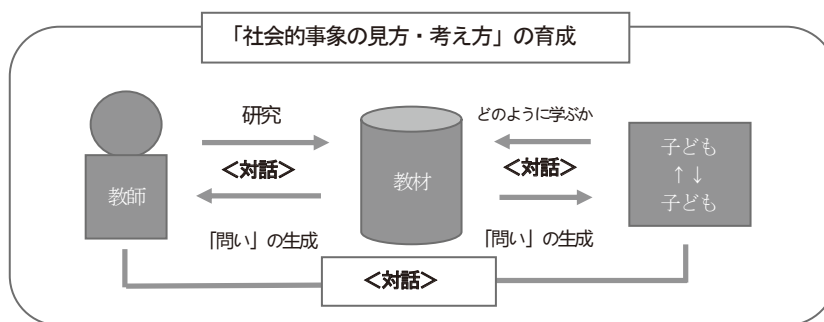 「社会的事象の見方・考え方」の育成
研究
どのように学ぶか
<対話>
<対話>
教師
教材
子ども
↑↓
子ども
「問い」の生成
「問い」の生成
<対話>